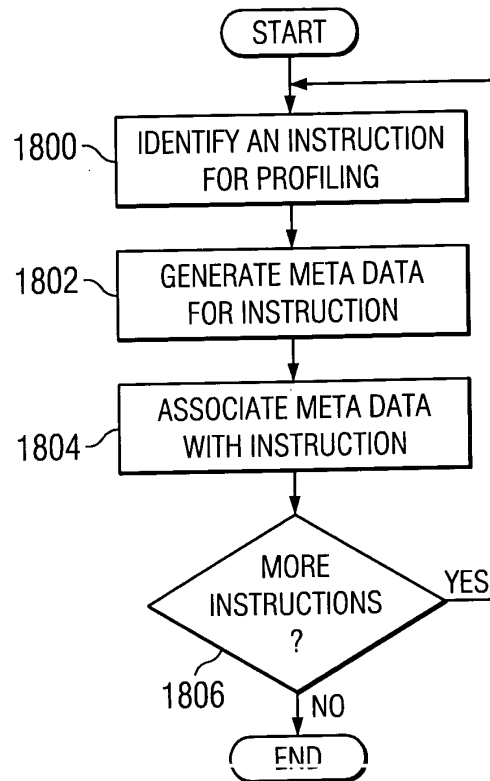 START
1800
IDENTIFY AN INSTRUCTION
FOR PROFILING
1802
GENERATE META DATA
FOR INSTRUCTION
1804
ASSOCIATE META DATA
WITH INSTRUCTION
MORE
INSTRUCTIONS
?
YES
1806
NO
END